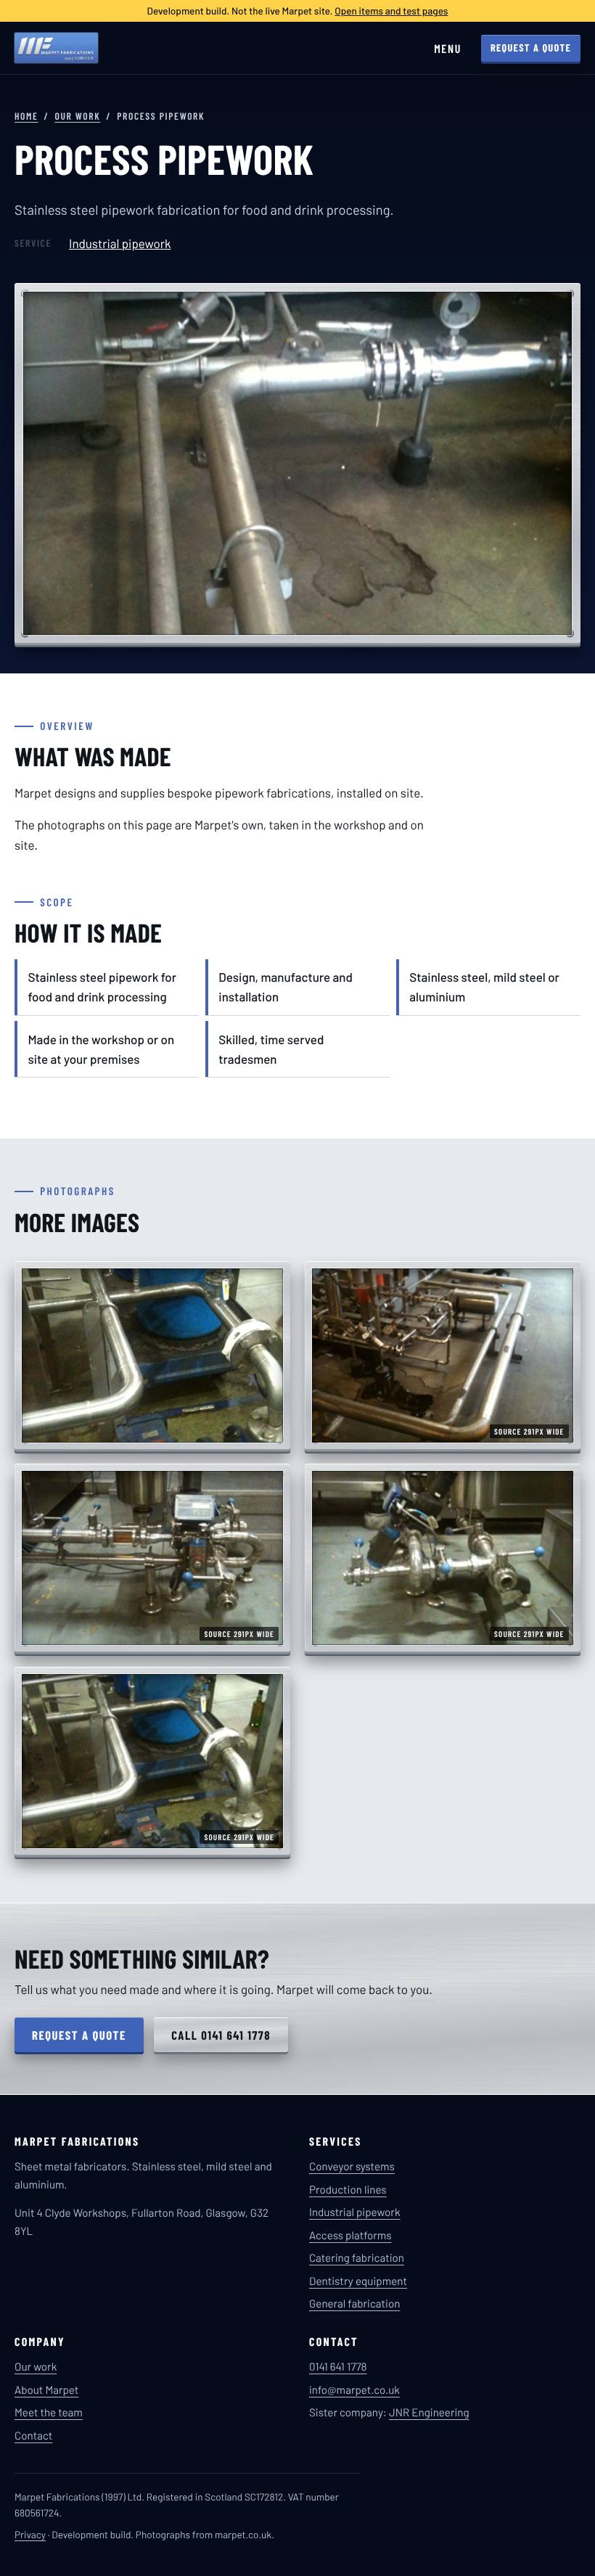 Development build. Not the live Marpet site. Open items and test pages
MF
MARPET FABRICATIONS
MENU
REQUEST A QUOTE
HOME / OUR WORK / PROCESS PIPEWORK
PROCESS PIPEWORK
Stainless steel pipework fabrication for food and drink processing.
SERVICE Industrial pipework
OVERVIEW
WHAT WAS MADE
Marpet designs and supplies bespoke pipework fabrications, installed on site.
The photographs on this page are Marpet's own, taken in the workshop and on
site.
SCOPE
HOW IT IS MADE
Stainless steel pipework for
food and drink processing
Design, manufacture and
installation
Stainless steel, mild steel or
aluminium
Made in the workshop or on
site at your premises
Skilled, time served
tradesmen
PHOTOGRAPHS
MORE IMAGES
SOURCE 291PX WIDE
SOURCE 291PX WIDE
SOURCE 291PX WIDE
SOURCE 291PX WIDE
NEED SOMETHING SIMILAR?
Tell us what you need made and where it is going. Marpet will come back to you.
REQUEST A QUOTE
CALL 0141 641 1778
MARPET FABRICATIONS
Sheet metal fabricators. Stainless steel, mild steel and
aluminium.
Unit 4 Clyde Workshops, Fullarton Road, Glasgow, G32
8YL
SERVICES
Conveyor systems
Production lines
Industrial pipework
Access platforms
Catering fabrication
Dentistry equipment
General fabrication
COMPANY
Our work
About Marpet
Meet the team
Contact
CONTACT
0141 641 1778
info@marpet.co.uk
Sister company: JNR Engineering
Marpet Fabrications (1997) Ltd. Registered in Scotland SC172812. VAT number
680561724.
Privacy · Development build. Photographs from marpet.co.uk.